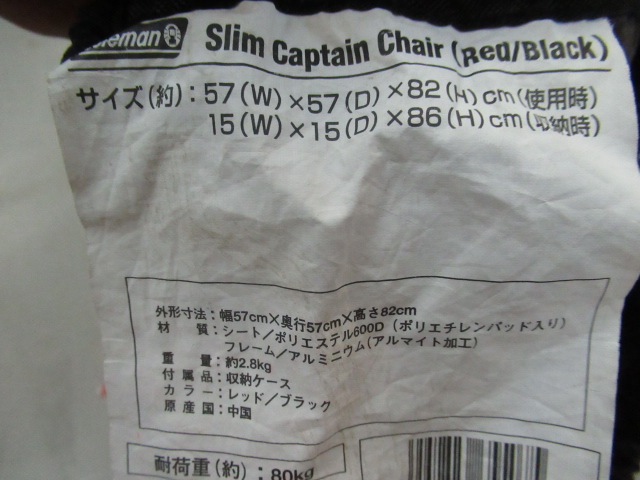 Coleman Slim Captain Chair (Red/Black)
サイズ(約):57(W)×57(D)×82(H)cm(使用時)
15(W)×15(D)×86(H)cm(収納時)
外形寸法:幅57cm×奥行57cm×高さ82cm
材 質:シート/ポリエステル600D(ポリエチレンパッド入り)
フレーム/アルミニウム(アルマイト加工)
重 量:約2.8kg
付属品:収納ケース
カラー:レッド/ブラック
原産国:中国
耐荷重(約):80kg